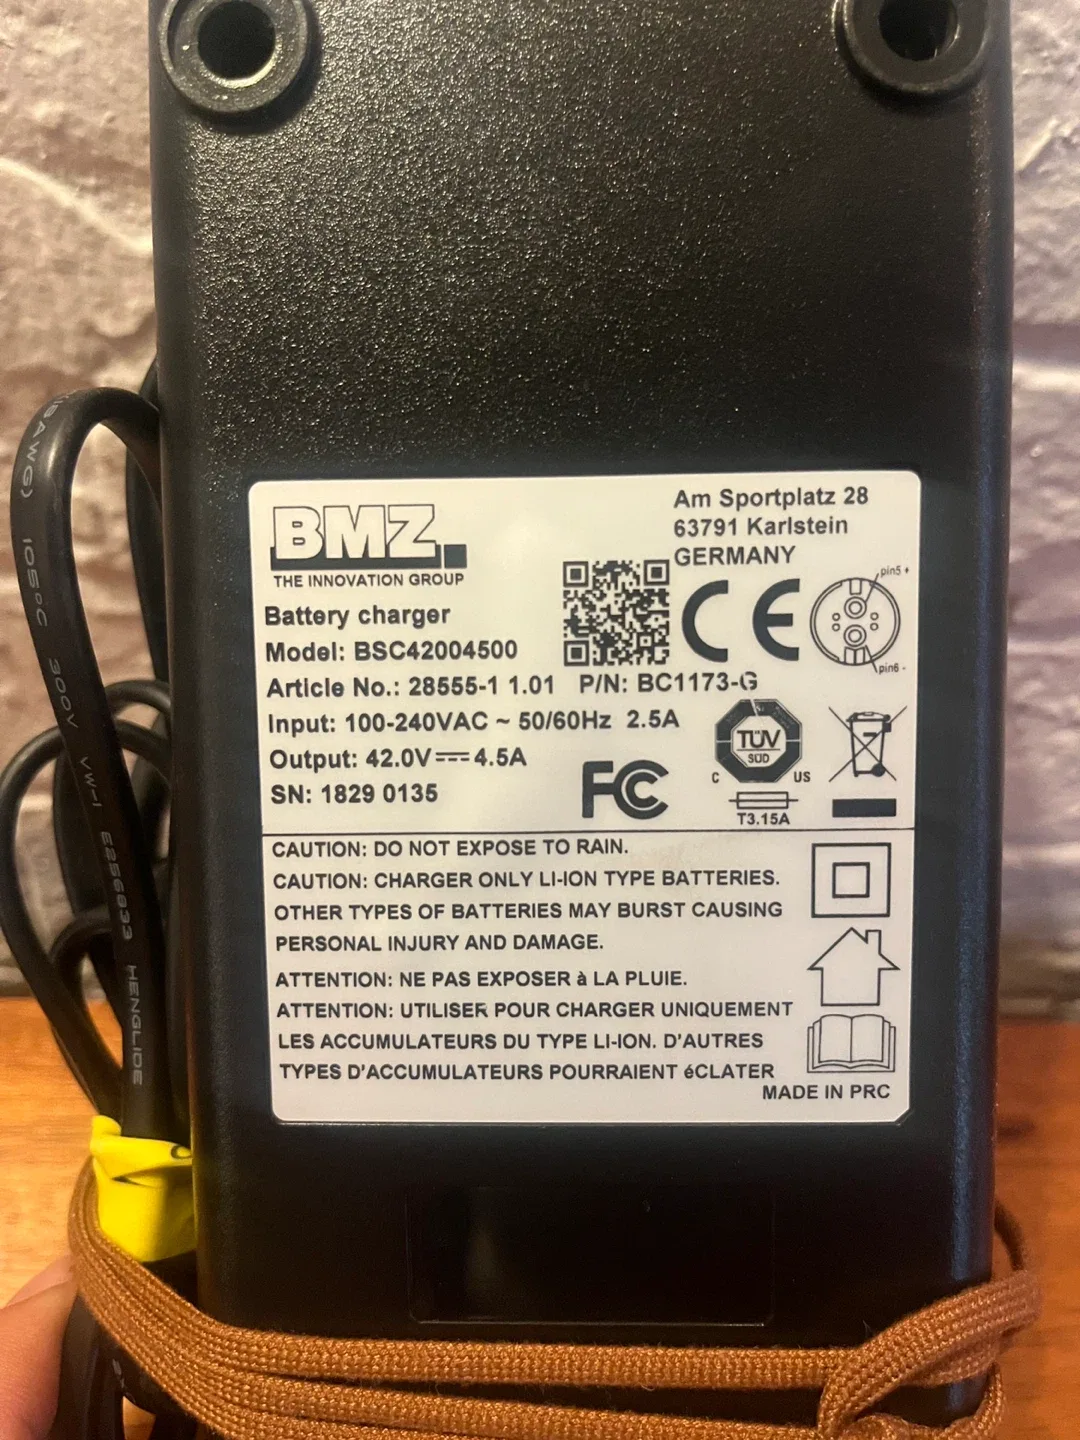 BMZ
THE INNOVATION GROUP
Am Sportplatz 28
63791 Karlstein
GERMANY
CE
pin5 +
pin6 -
Battery charger
Model: BSC42004500
Article No.: 28555-1 1.01 P/N: BC1173-G
Input: 100-240VAC ~ 50/60Hz 2.5A
Output: 42.0V⎓4.5A
SN: 1829 0135
FC
TÜV
SÜD
C US
T3.15A
CAUTION: DO NOT EXPOSE TO RAIN.
CAUTION: CHARGER ONLY LI-ION TYPE BATTERIES.
OTHER TYPES OF BATTERIES MAY BURST CAUSING
PERSONAL INJURY AND DAMAGE.
ATTENTION: NE PAS EXPOSER à LA PLUIE.
ATTENTION: UTILISER POUR CHARGER UNIQUEMENT
LES ACCUMULATEURS DU TYPE LI-ION. D'AUTRES
TYPES D'ACCUMULATEURS POURRAIENT éCLATER
MADE IN PRC
AWG) 105°C 300V VW-1 E256833 HENGLIDE